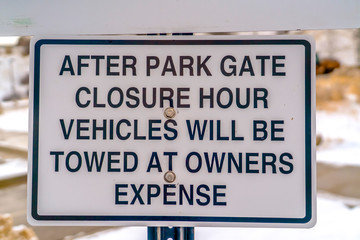 AFTER PARK GATE
CLOSURE HOUR
VEHICLES WILL BE
TOWED AT OWNERS
EXPENSE